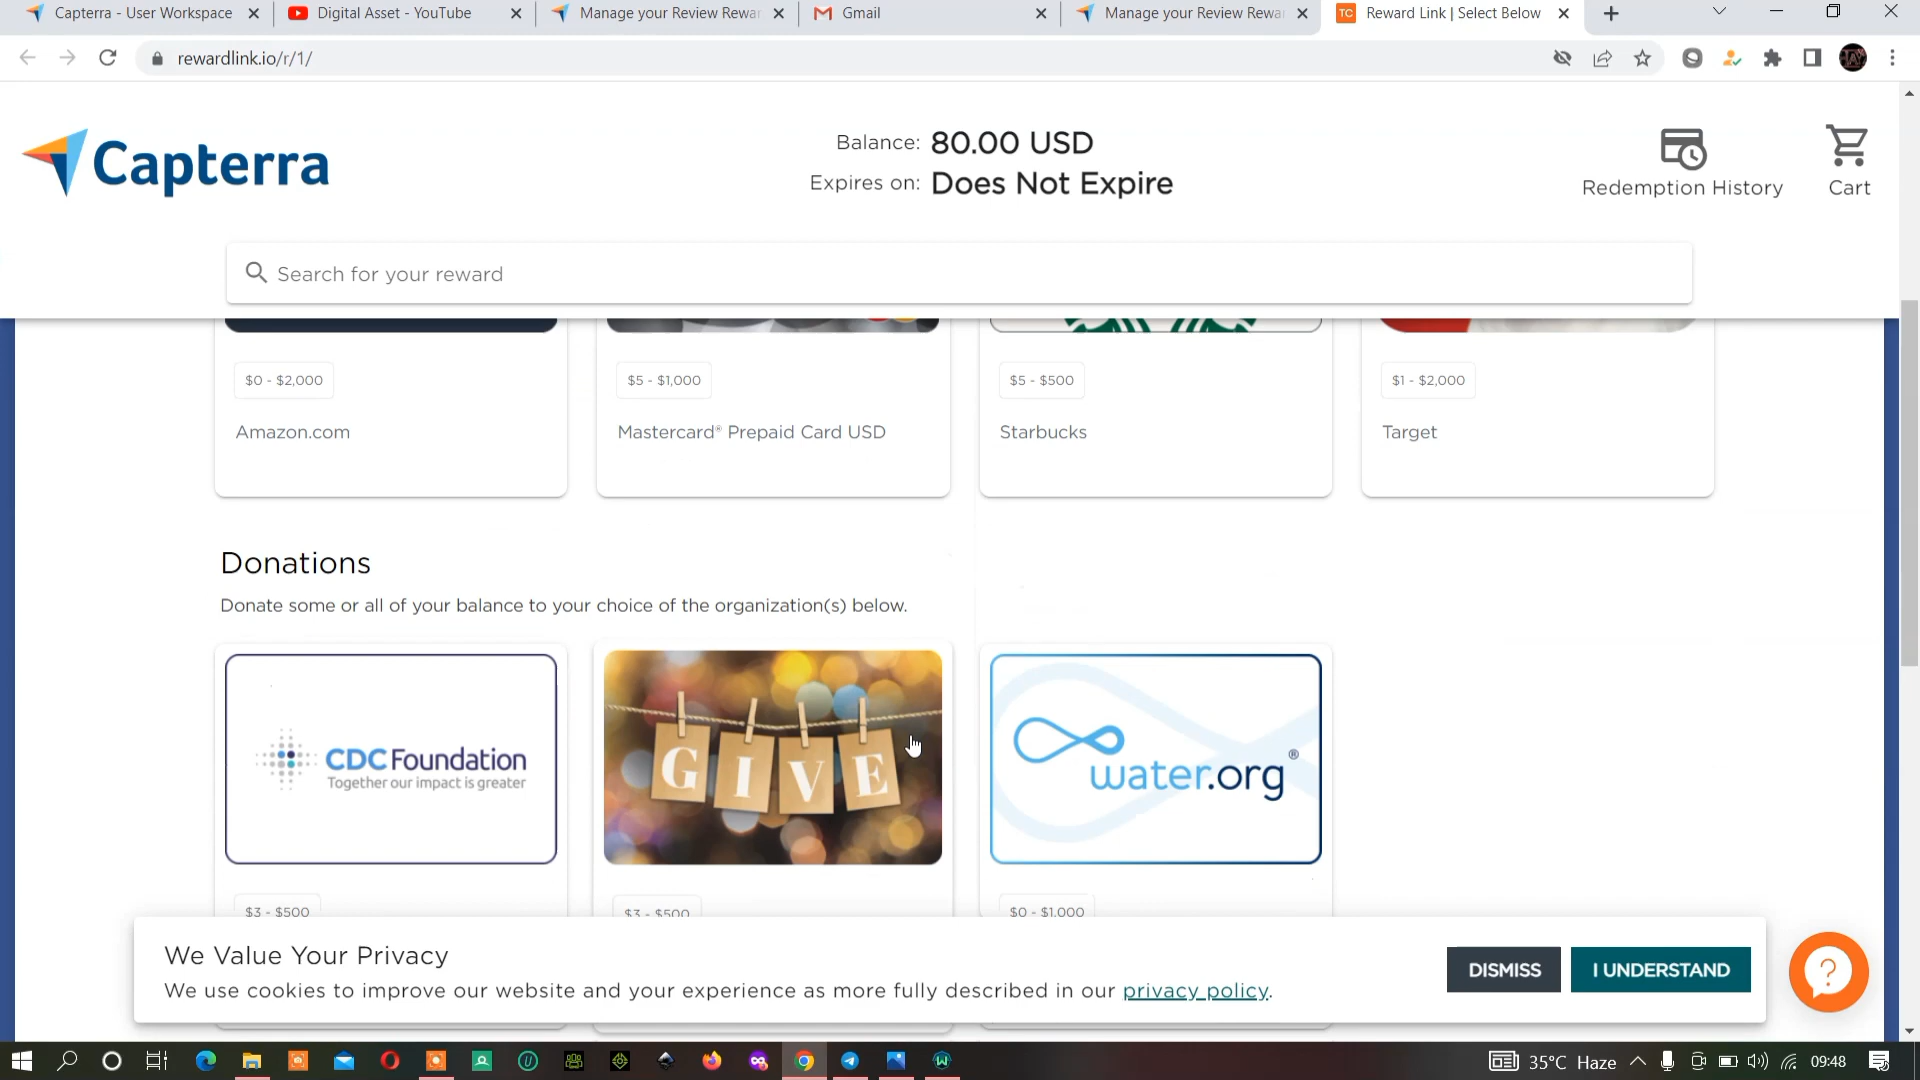 Capterra - User Workspace
Digital Asset - YouTube
Manage your Review Rewa
Gmail
Manage your Review Rewa
TC
Reward Link | Select Below
rewardlink.io/r/1/
Capterra
Balance: 80.00 USD
Expires on: Does Not Expire
Redemption History
Cart
Search for your reward
$0 - $2,000
$5 - $1,000
$5 - $500
$1 - $2,000
Amazon.com
Mastercard® Prepaid Card USD
Starbucks
Target
Donations
Donate some or all of your balance to your choice of the organization(s) below.
CDC Foundation
Together our impact is greater
GIVE
water.org®
$3 - $500
$3 - $500
$0 - $1,000
We Value Your Privacy
We use cookies to improve our website and your experience as more fully described in our privacy policy.
DISMISS
I UNDERSTAND
35°C Haze
09:48